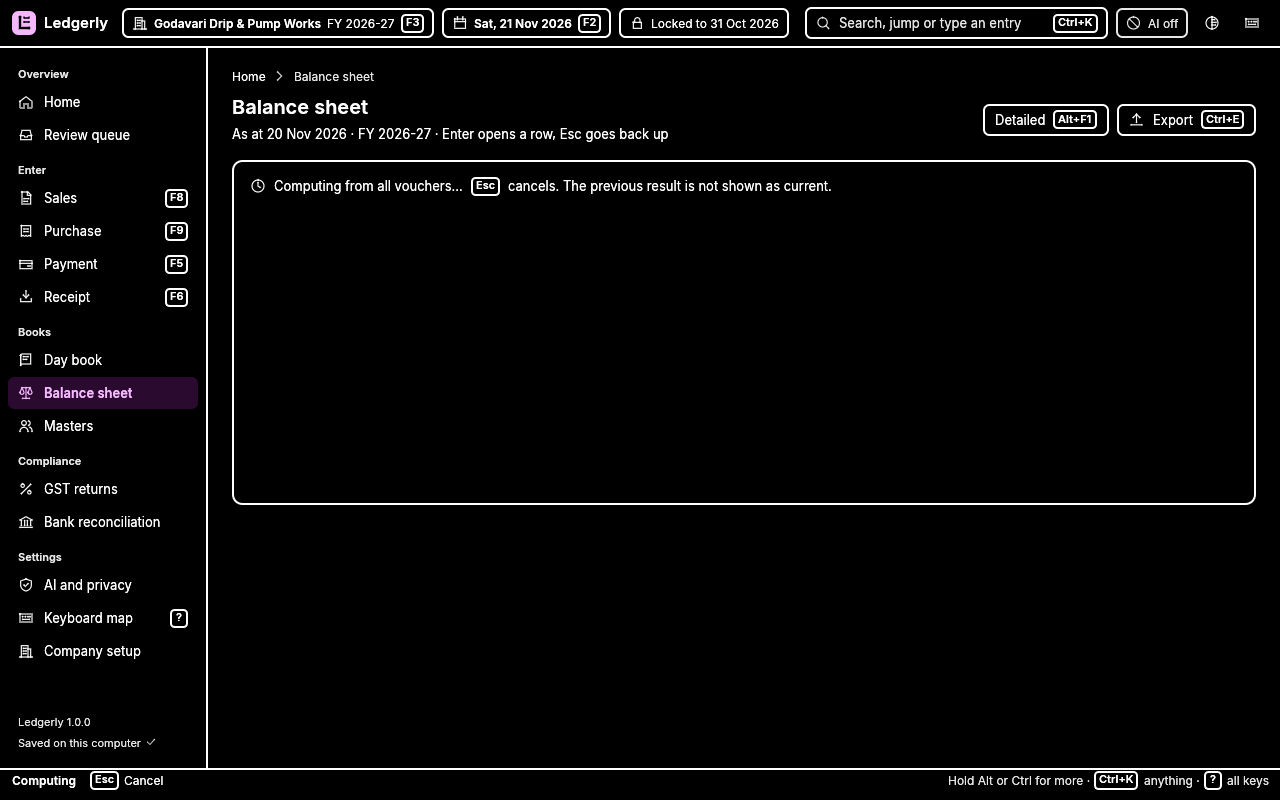 Ledgerly
Godavari Drip & Pump Works FY 2026-27 F3
Sat, 21 Nov 2026 F2
Locked to 31 Oct 2026
Search, jump or type an entry Ctrl+K
AI off
Overview
Home
Review queue
Enter
Sales F8
Purchase F9
Payment F5
Receipt F6
Books
Day book
Balance sheet
Masters
Compliance
GST returns
Bank reconciliation
Settings
AI and privacy
Keyboard map ?
Company setup
Ledgerly 1.0.0
Saved on this computer
Home Balance sheet
Balance sheet
As at 20 Nov 2026 · FY 2026-27 · Enter opens a row, Esc goes back up
Detailed Alt+F1
Export Ctrl+E
Computing from all vouchers... Esc cancels. The previous result is not shown as current.
Computing Esc Cancel
Hold Alt or Ctrl for more · Ctrl+K anything · ? all keys